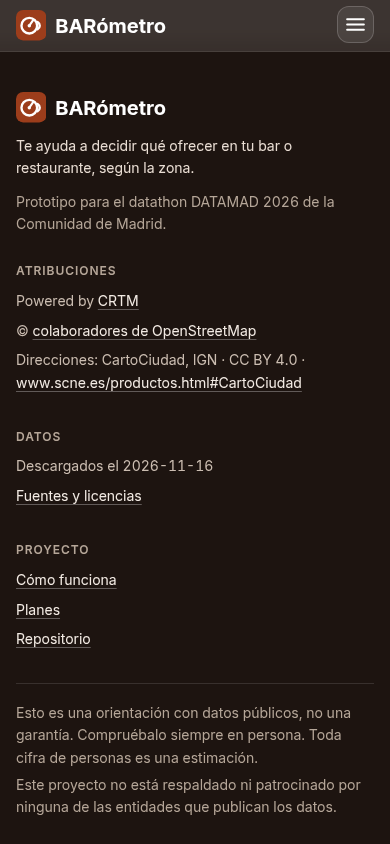 BARómetro
BARómetro
Te ayuda a decidir qué ofrecer en tu bar o
restaurante, según la zona.
Prototipo para el datathon DATAMAD 2026 de la
Comunidad de Madrid.
ATRIBUCIONES
Powered by CRTM
© colaboradores de OpenStreetMap
Direcciones: CartoCiudad, IGN · CC BY 4.0 ·
www.scne.es/productos.html#CartoCiudad
DATOS
Descargados el 2026-11-16
Fuentes y licencias
PROYECTO
Cómo funciona
Planes
Repositorio
Esto es una orientación con datos públicos, no una
garantía. Compruébalo siempre en persona. Toda
cifra de personas es una estimación.
Este proyecto no está respaldado ni patrocinado por
ninguna de las entidades que publican los datos.